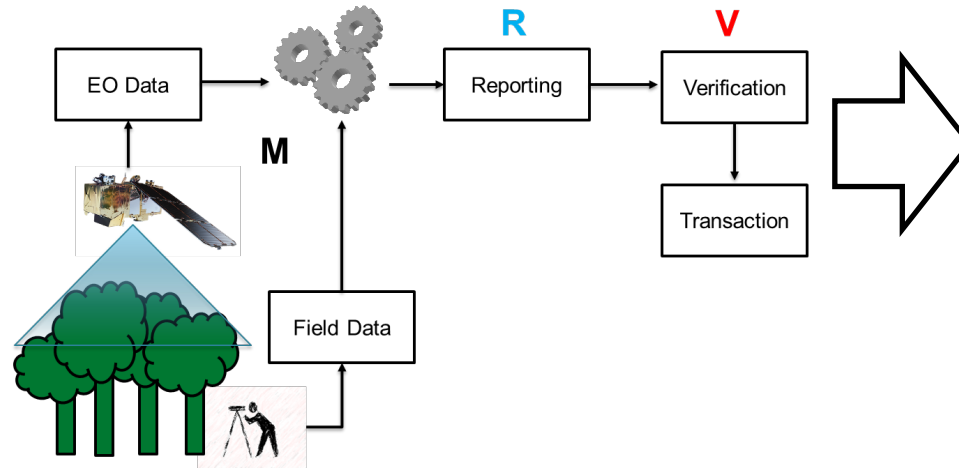 R
V
EO Data
Reporting
Verification
M
Transaction
Field Data